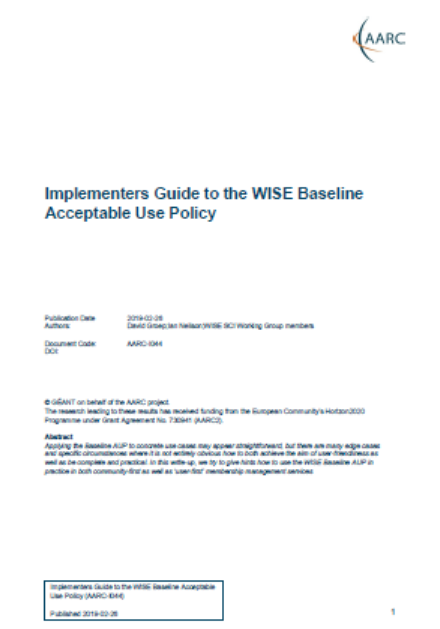 AARC
Implementers Guide to the WISE Baseline
Acceptable Use Policy
Publication Date 2019-02-26
Authors: David Groep;Ian Neilson;WISE SCI Working Group members
Document Code: AARC-I044
DOI:
© GÉANT on behalf of the AARC project.
The research leading to these results has received funding from the European Community's Horizon2020
Programme under Grant Agreement No. 730941 (AARC2).
Abstract
Applying the Baseline AUP to concrete use cases may appear straightforward, but there are many edge cases
and specific circumstances where it is not entirely obvious how to both achieve the aim of user-friendliness as
well as be complete and practical. In this write-up, we try to give hints how to use the WISE Baseline AUP in
practice in both community-first as well as 'user-first' membership management services
Implementers Guide to the WISE Baseline Acceptable
Use Policy (AARC-I044)
Published 2019-02-26
1